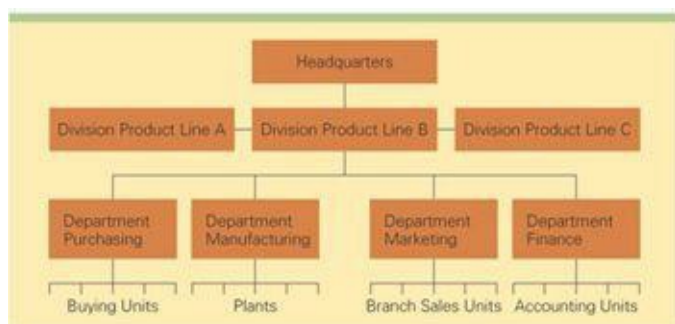 Headquarters
Division Product Line A
Division Product Line B
Division Product Line C
Department
Purchasing
Department
Manufacturing
Department
Marketing
Department
Finance
Buying Units
Plants
Branch Sales Units
Accounting Units